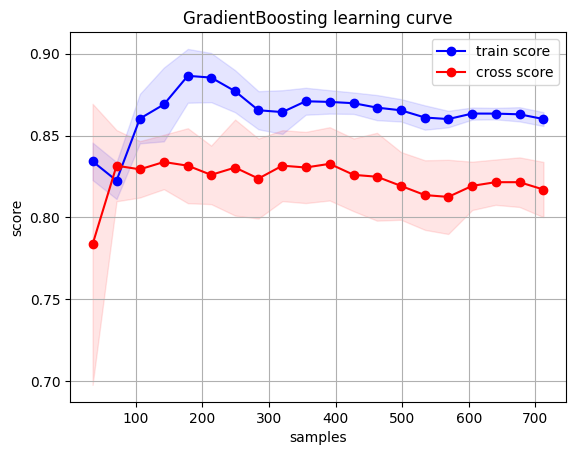 GradientBoosting learning curve
train score
cross score
0.90
0.85
0.80
0.75
0.70
score
100 200 300 400 500 600 700
samples